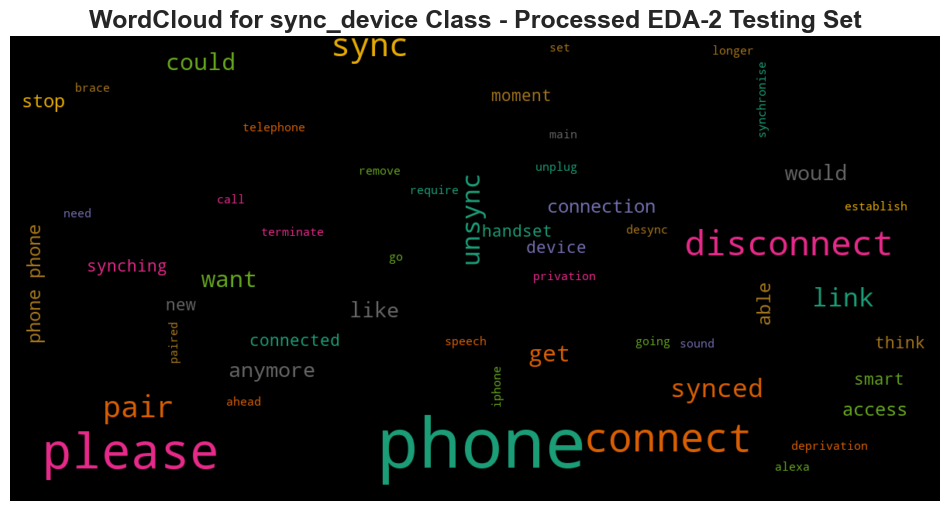 WordCloud for sync_device Class - Processed EDA-2 Testing Set
sync
set
longer
could
brace
stop
moment
synchronise
telephone
main
remove
unplug
would
require
unsync
call
need
connection
establish
terminate
handset
desync
device
disconnect
phone phone
synching
go
privation
want
new
like
able
link
paired
connected
speech
get
going
sound
think
anymore
iphone
synced
smart
pair
ahead
access
please
phone
connect
deprivation
alexa